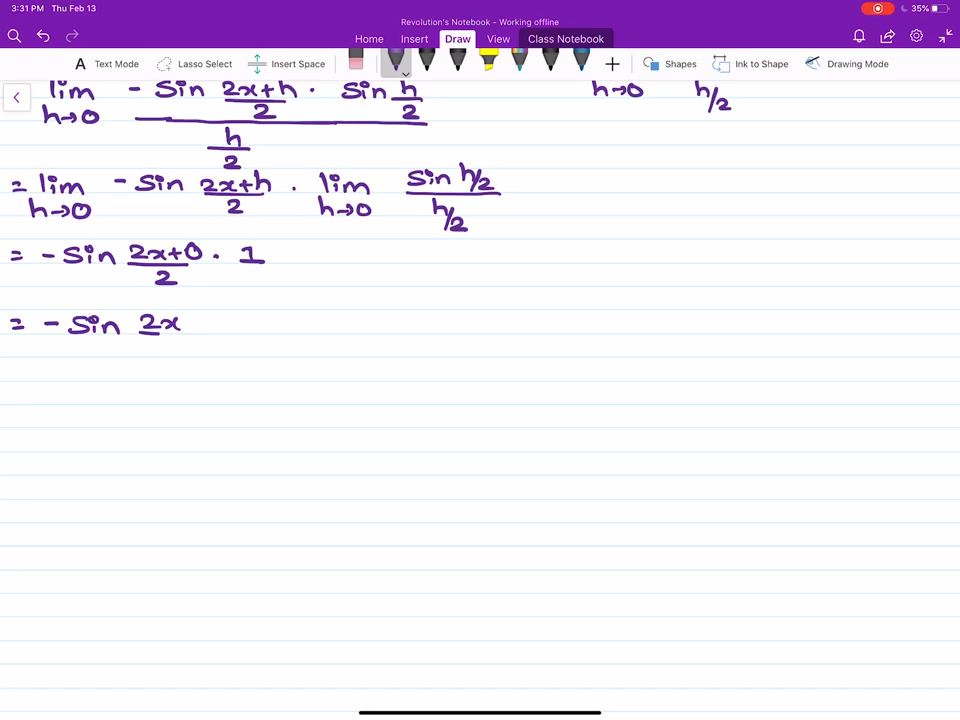 3:31 PM Thu Feb 13
35%
Revolution's Notebook - Working offline
Home Insert Draw View Class Notebook
A Text Mode Lasso Select Insert Space Shapes Ink to Shape Drawing Mode
lim - Sin 2x+h · Sin h
h→0 2 2
h→0 h/2
h
2
= lim - Sin 2x+h · lim Sin h/2
h→0 2 h→0 h/2
= - Sin 2x+0 · 1
2
= - Sin 2x